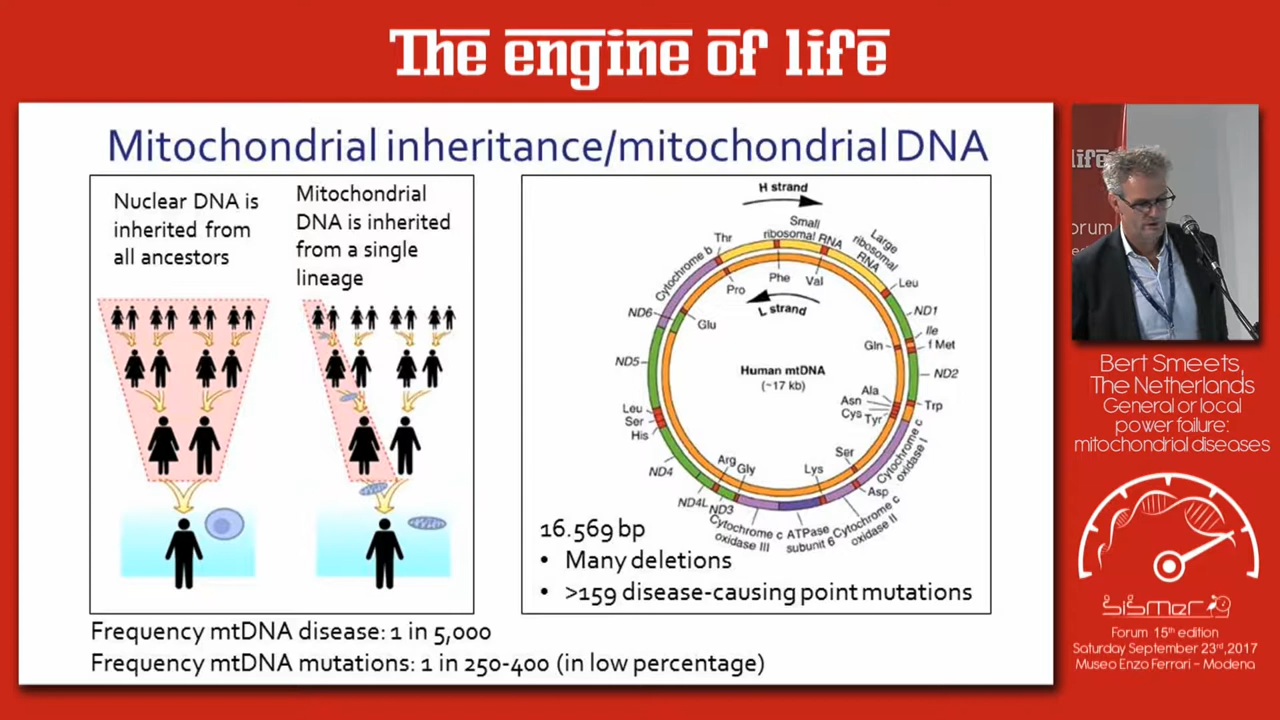 The engine of life
Mitochondrial inheritance/mitochondrial DNA
Nuclear DNA is
inherited from
all ancestors
Mitochondrial
DNA is inherited
from a single
lineage
H strand
Small
ribosomal RNA
Large
ribosomal
RNA
Thr
Cytochrome b
Phe
Val
Leu
Pro
L strand
ND6
Glu
ND1
Ile
f Met
Gln
ND2
ND5
Human mtDNA
(~17 kb)
Ala
Asn
Cys
Tyr
Trp
Leu
Ser
His
Cytochrome c
oxidase I
Ser
ND4
Arg
Gly
Lys
Asp
ND4L
ND3
Cytochrome c
oxidase III
ATPase
subunit 6
Cytochrome c
oxidase II
16.569 bp
• Many deletions
• >159 disease-causing point mutations
Frequency mtDNA disease: 1 in 5,000
Frequency mtDNA mutations: 1 in 250-400 (in low percentage)
life
orum
Bert Smeets,
The Netherlands
General or local
power failure:
mitochondrial diseases
SISMER
Forum 15th edition
Saturday September 23rd,2017
Museo Enzo Ferrari - Modena